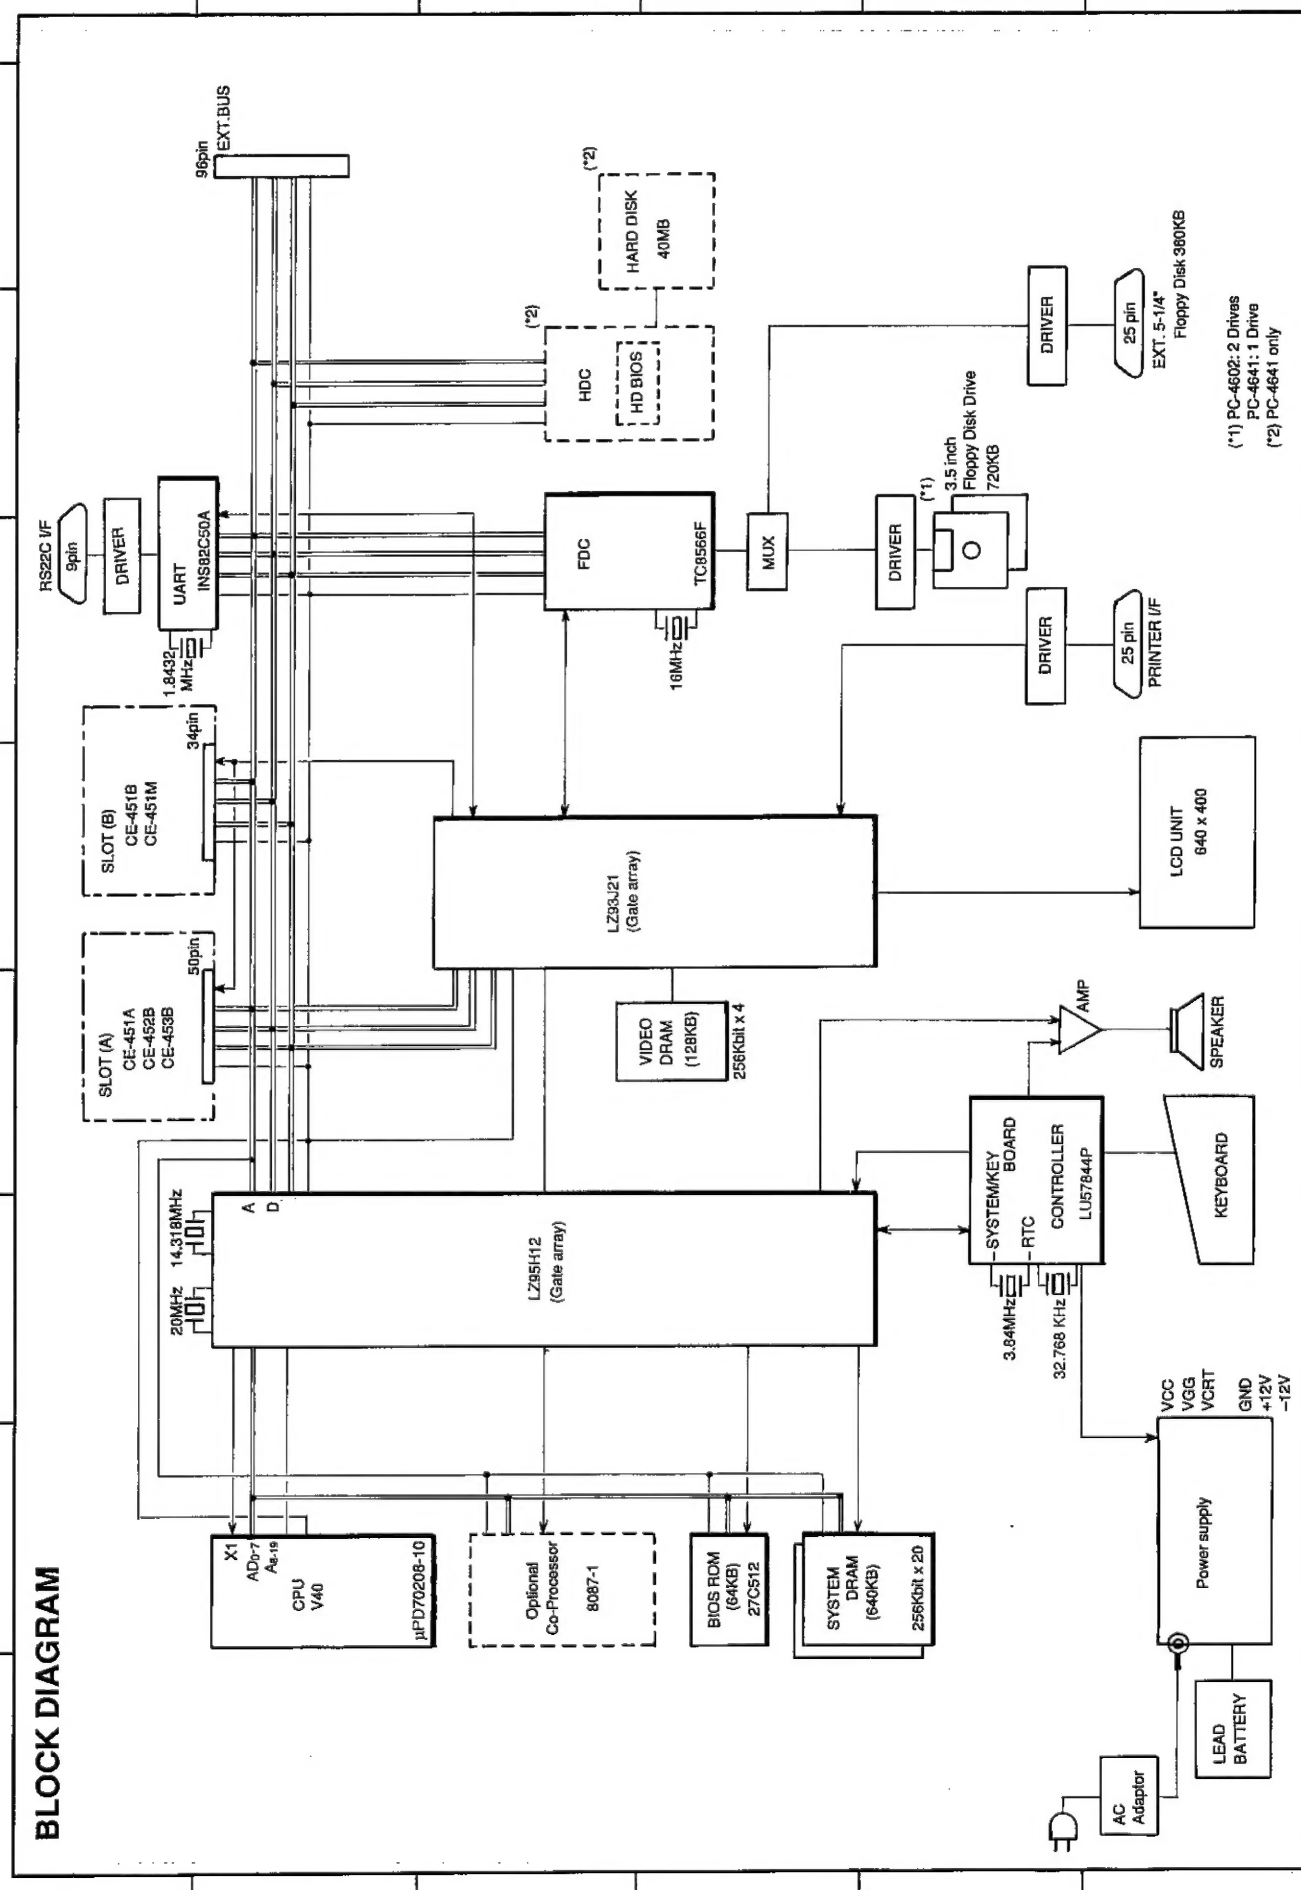 BLOCK DIAGRAM
RS22C I/F
9pin
DRIVER
UART
INS82C50A
1.8432
MHz
96pin
EXT.BUS
SLOT (A)
CE-451A
CE-452B
CE-453B
50pin
SLOT (B)
CE-451B
CE-451M
34pin
20MHz
14.318MHz
X1
AD0-7
A8-19
CPU
V40
µPD70208-10
A
D
LZ95H12
(Gate array)
LZ93J21
(Gate array)
FDC
TC8566F
16MHz
HDC
HD BIOS
(*2)
HARD DISK
40MB
(*2)
Optional
Co-Processor
8087-1
BIOS ROM
(64KB)
27C512
SYSTEM
DRAM
(640KB)
256Kbit x 20
VIDEO
DRAM
(128KB)
256Kbit x 4
MUX
DRIVER
(*1)
3.5 inch
Floppy Disk Drive
720KB
DRIVER
25 pin
EXT. 5-1/4"
Floppy Disk 360KB
DRIVER
25 pin
PRINTER I/F
SYSTEM/KEY
BOARD
RTC
CONTROLLER
LU57844P
3.84MHz
32.768 KHz
AMP
SPEAKER
LCD UNIT
640 x 400
KEYBOARD
Power supply
VCC
VGG
VCRT
GND
+12V
-12V
AC
Adaptor
LEAD
BATTERY
(*1) PC-4602: 2 Drives
PC-4641: 1 Drive
(*2) PC-4641 only